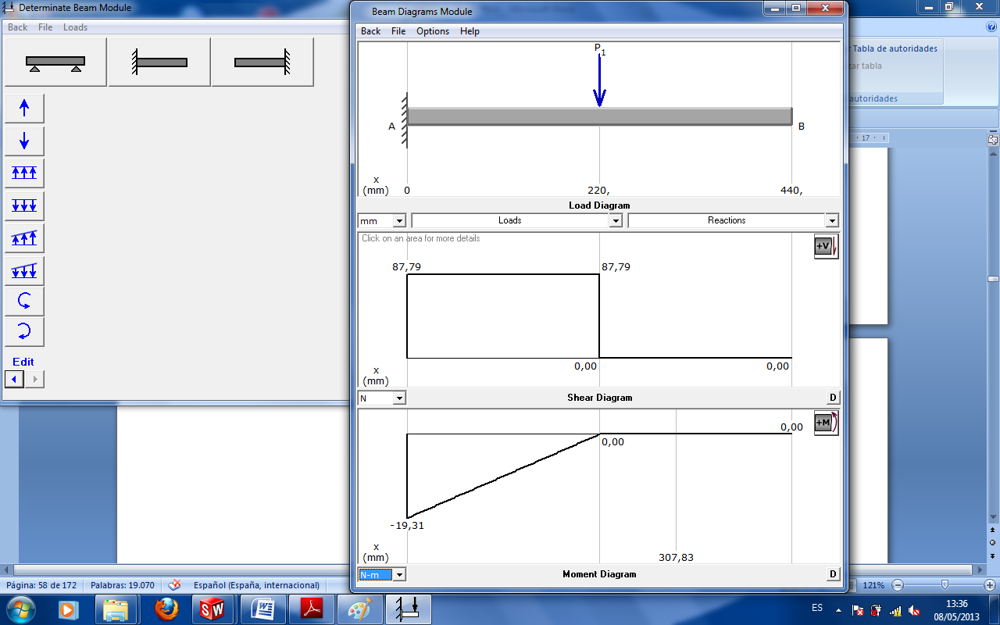 Determinate Beam Module
Back File Loads
Edit
Beam Diagrams Module
Back File Options Help
P1
A
B
x
(mm) 0 220, 440,
Load Diagram
mm Loads Reactions
Click on an area for more details
+V
87,79 87,79
0,00 0,00
x
(mm)
N Shear Diagram D
0,00 +M
0,00
-19,31
x
(mm) 307,83
N-m Moment Diagram D
Tabla de autoridades
zar tabla
autoridades
17
Página: 58 de 172 Palabras: 19.070 Español (España, internacional) 121%
SW W
ES 13:36
08/05/2013